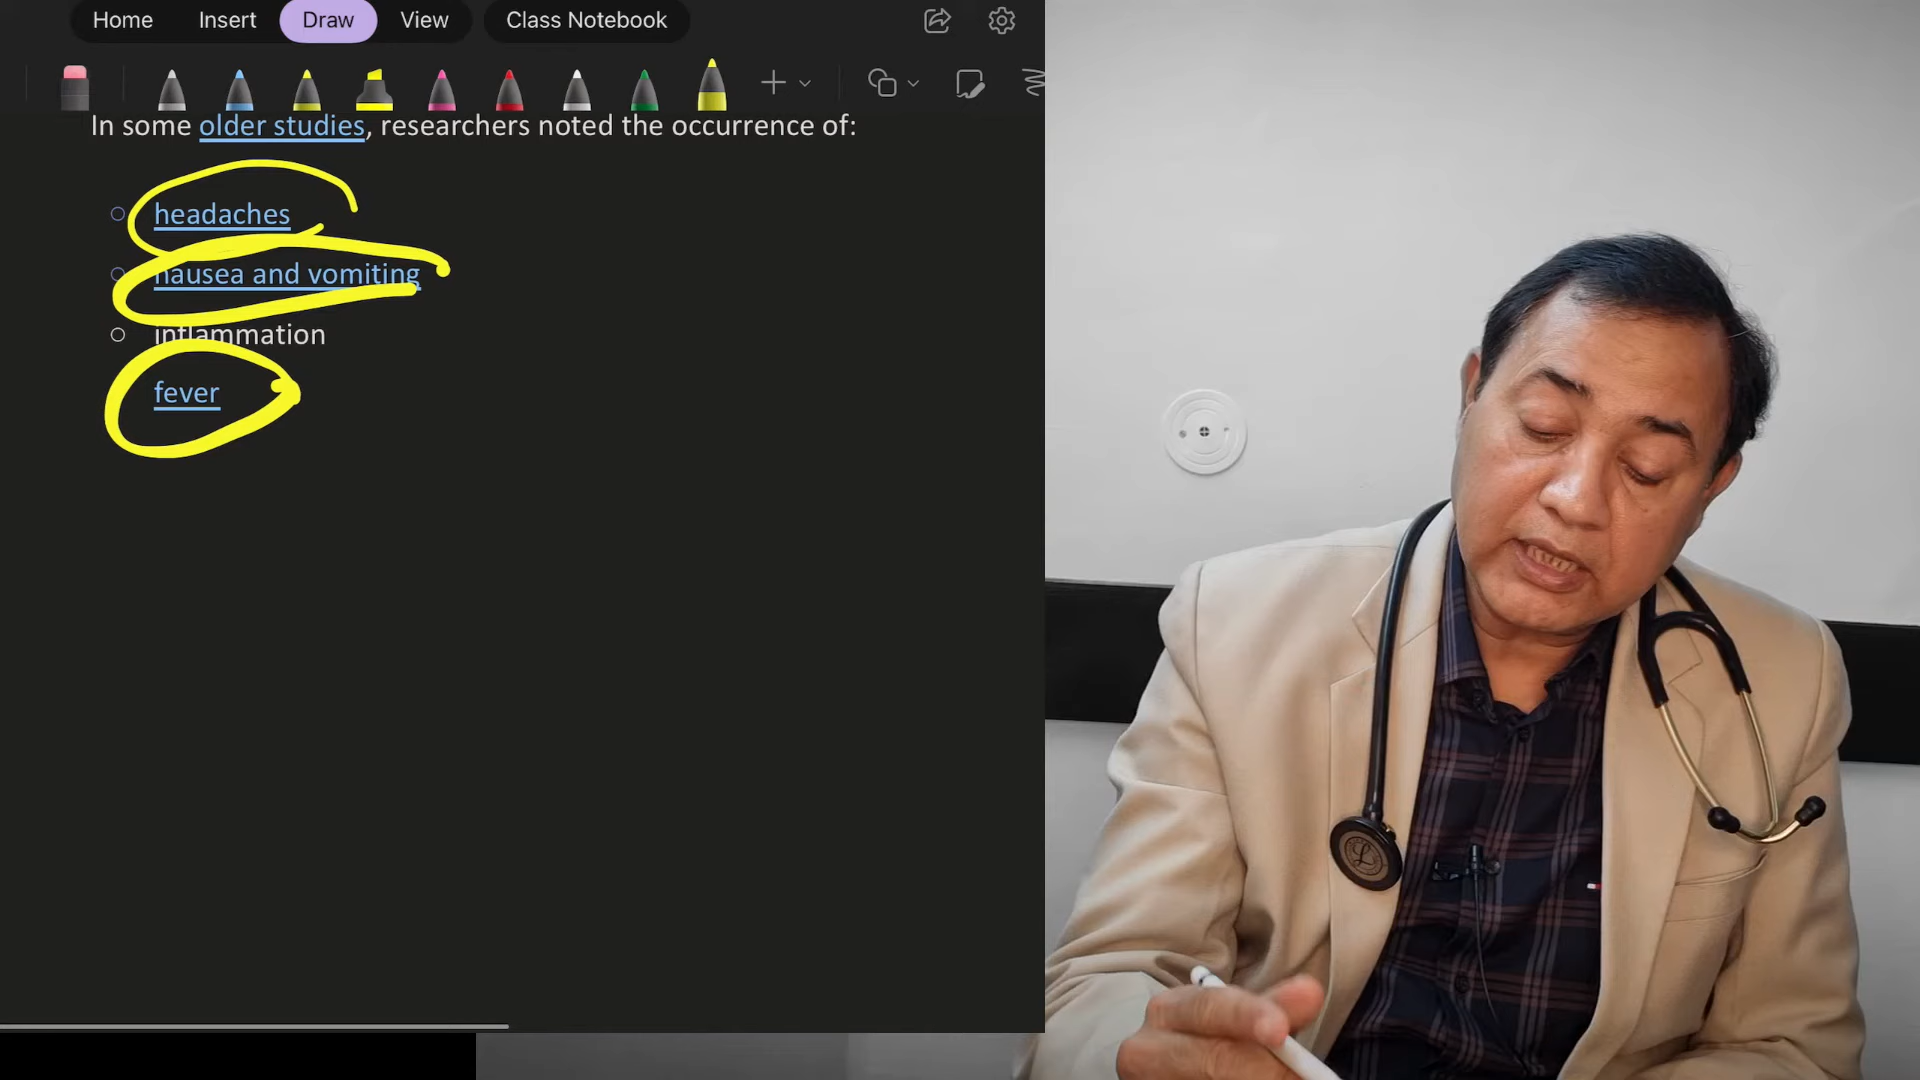 Home Insert Draw View Class Notebook
In some older studies, researchers noted the occurrence of:
headaches
nausea and vomiting
inflammation
fever